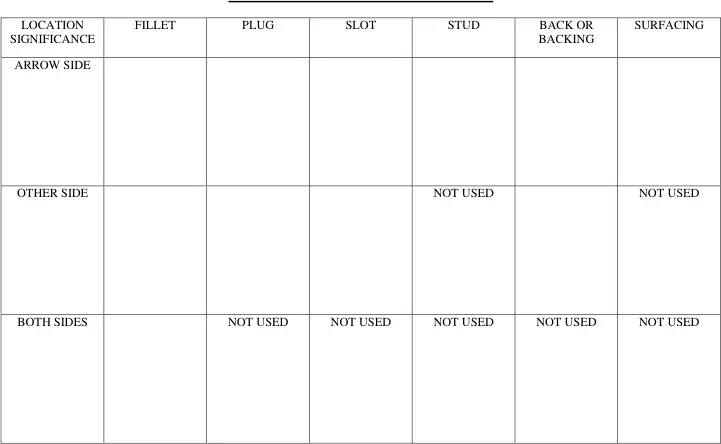 LOCATION SIGNIFICANCE FILLET PLUG SLOT STUD BACK OR BACKING SURFACING
ARROW SIDE
OTHER SIDE NOT USED NOT USED
BOTH SIDES NOT USED NOT USED NOT USED NOT USED NOT USED